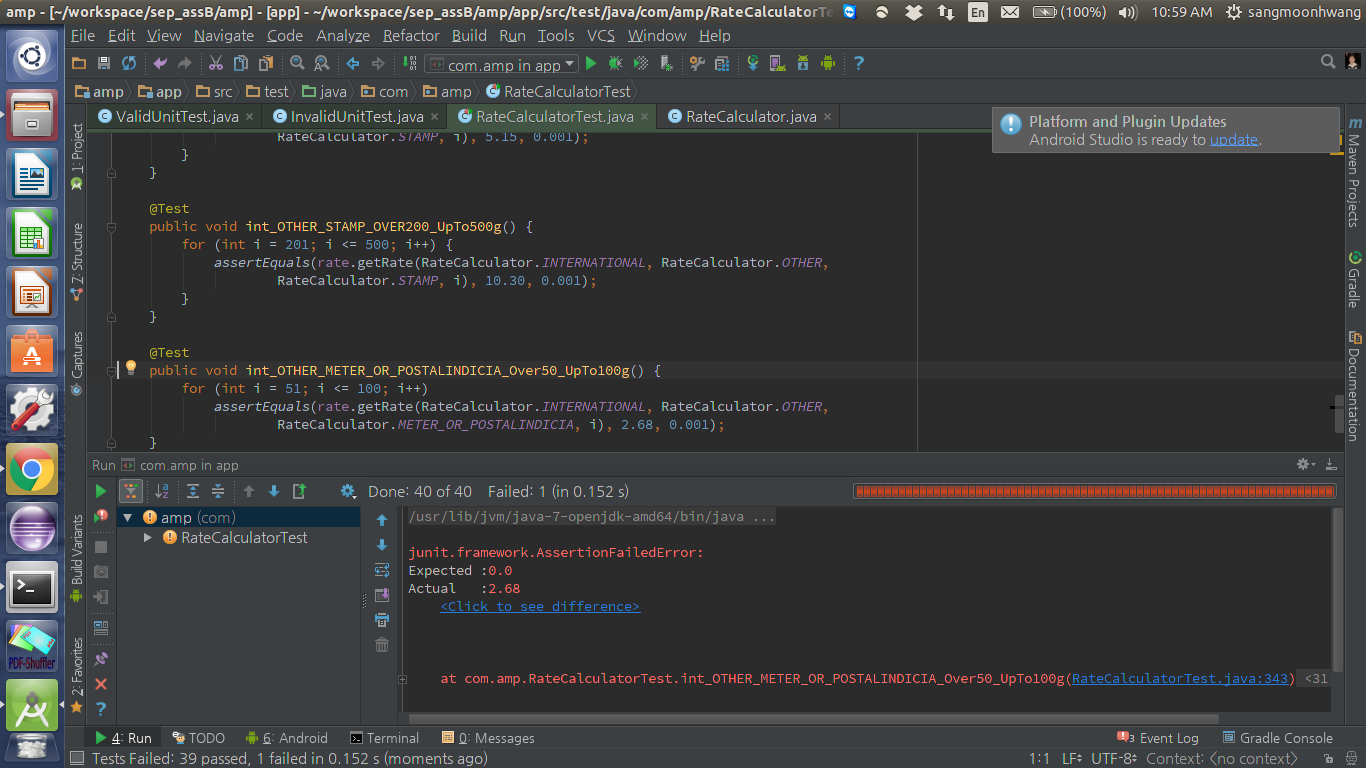 amp - [~/workspace/sep_assB/amp] - [app] - ~/workspace/sep_assB/amp/app/src/test/java/com/amp/RateCalculatorTe
En (100%) 10:59 AM sangmoonhwang
File Edit View Navigate Code Analyze Refactor Build Run Tools VCS Window Help
com.amp in app
amp app src test java com amp RateCalculatorTest
ValidUnitTest.java InvalidUnitTest.java RateCalculatorTest.java RateCalculator.java
Platform and Plugin Updates
Android Studio is ready to update.
RateCalculator.STAMP, i), 5.15, 0.001);
}
}
@Test
public void int_OTHER_STAMP_OVER200_UpTo500g() {
for (int i = 201; i <= 500; i++) {
assertEquals(rate.getRate(RateCalculator.INTERNATIONAL, RateCalculator.OTHER,
RateCalculator.STAMP, i), 10.30, 0.001);
}
}
@Test
public void int_OTHER_METER_OR_POSTALINDICIA_Over50_UpTo100g() {
for (int i = 51; i <= 100; i++)
assertEquals(rate.getRate(RateCalculator.INTERNATIONAL, RateCalculator.OTHER,
RateCalculator.METER_OR_POSTALINDICIA, i), 2.68, 0.001);
}
1: Project
7: Structure
Captures
Build Variants
2: Favorites
Maven Projects
Gradle
Documentation
Run com.amp in app
Done: 40 of 40 Failed: 1 (in 0.152 s)
amp (com)
RateCalculatorTest
/usr/lib/jvm/java-7-openjdk-amd64/bin/java ...
junit.framework.AssertionFailedError:
Expected :0.0
Actual :2.68
<Click to see difference>
at com.amp.RateCalculatorTest.int_OTHER_METER_OR_POSTALINDICIA_Over50_UpTo100g(RateCalculatorTest.java:343) <31
PDF-Shuffler
4: Run TODO 6: Android Terminal 0: Messages Event Log Gradle Console
Tests Failed: 39 passed, 1 failed in 0.152 s (moments ago) 1:1 LF UTF-8 Context: <no context>